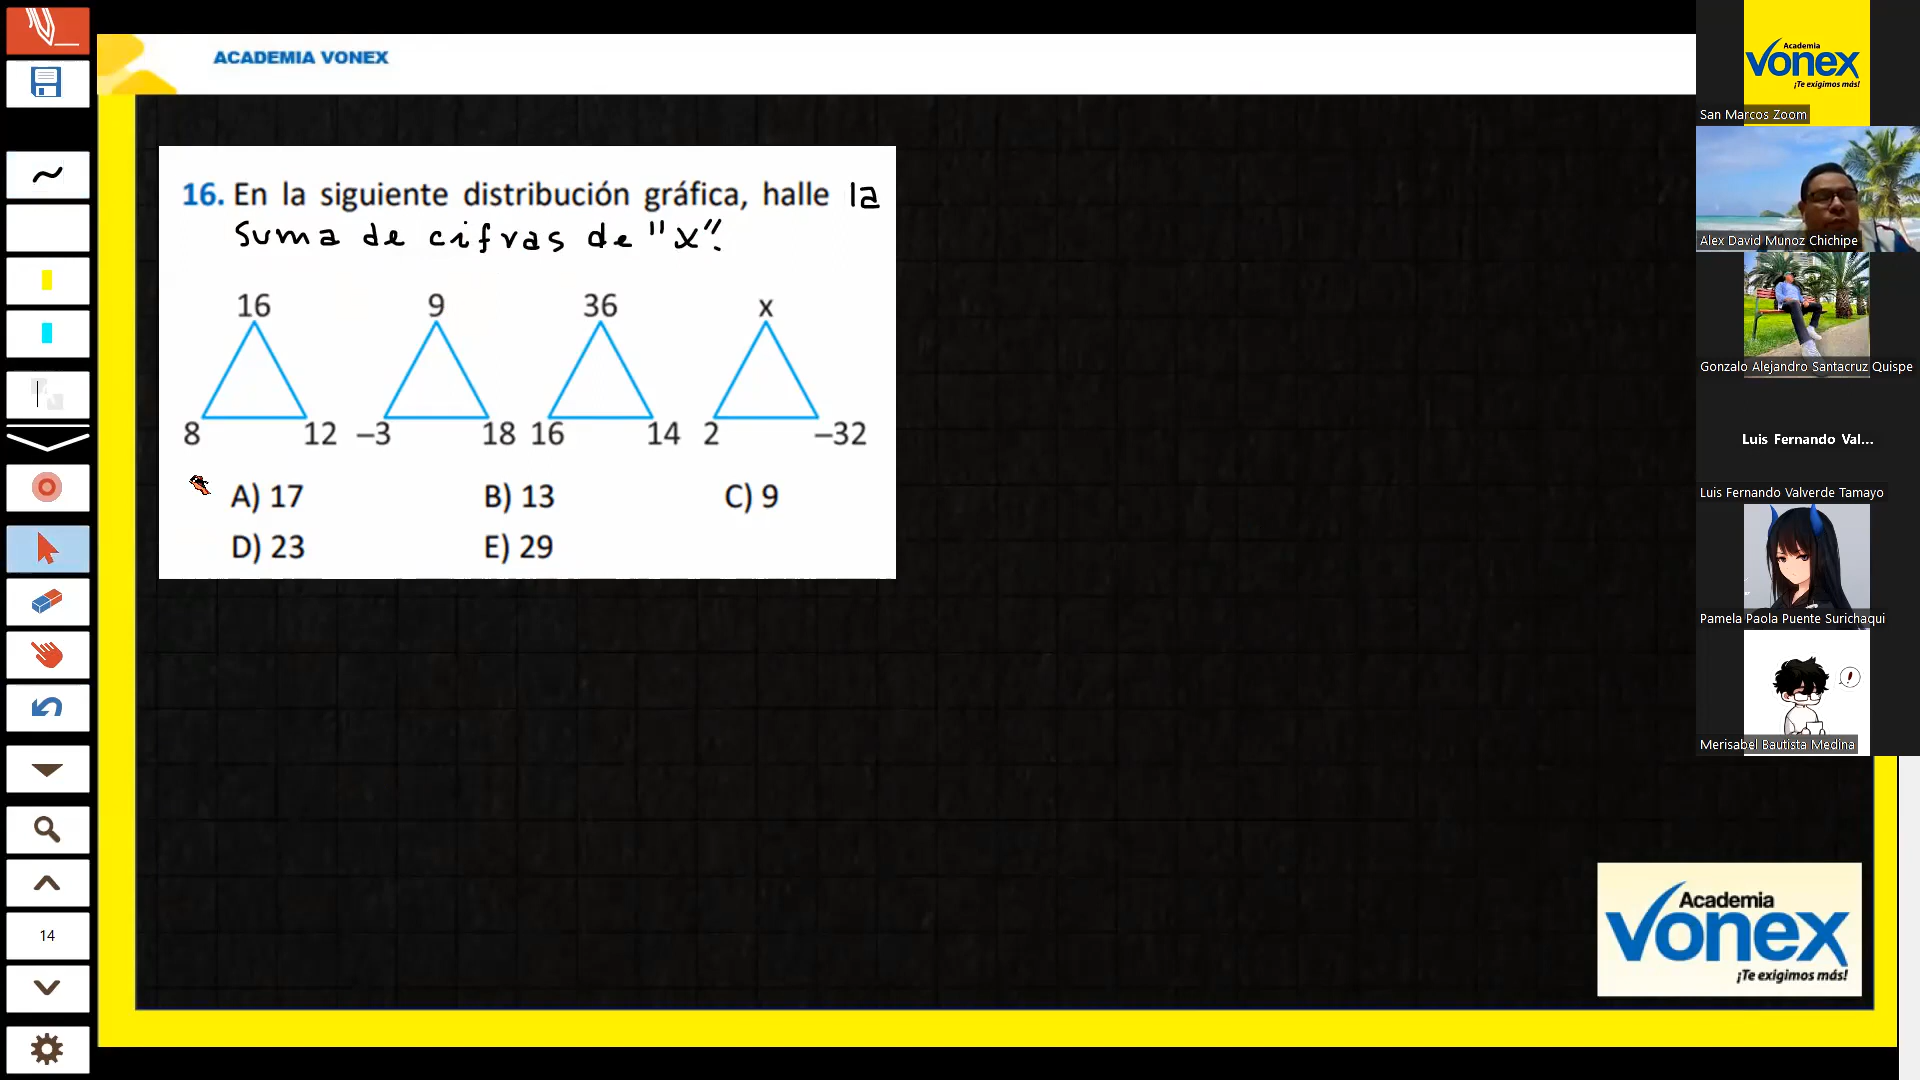 ACADEMIA VONEX
16. En la siguiente distribución gráfica, halle la
Suma de cifras de "x".
16 9 36 x
8 12 –3 18 16 14 2 –32
A) 17 B) 13 C) 9
D) 23 E) 29
14
Academia
Vonex
¡Te exigimos más!
San Marcos Zoom
Alex David Munoz Chichipe
Gonzalo Alejandro Santacruz Quispe
Luis Fernando Val...
Luis Fernando Valverde Tamayo
Pamela Paola Puente Surichaqui
!
Merisabel Bautista Medina
Academia
Vonex
¡Te exigimos más!